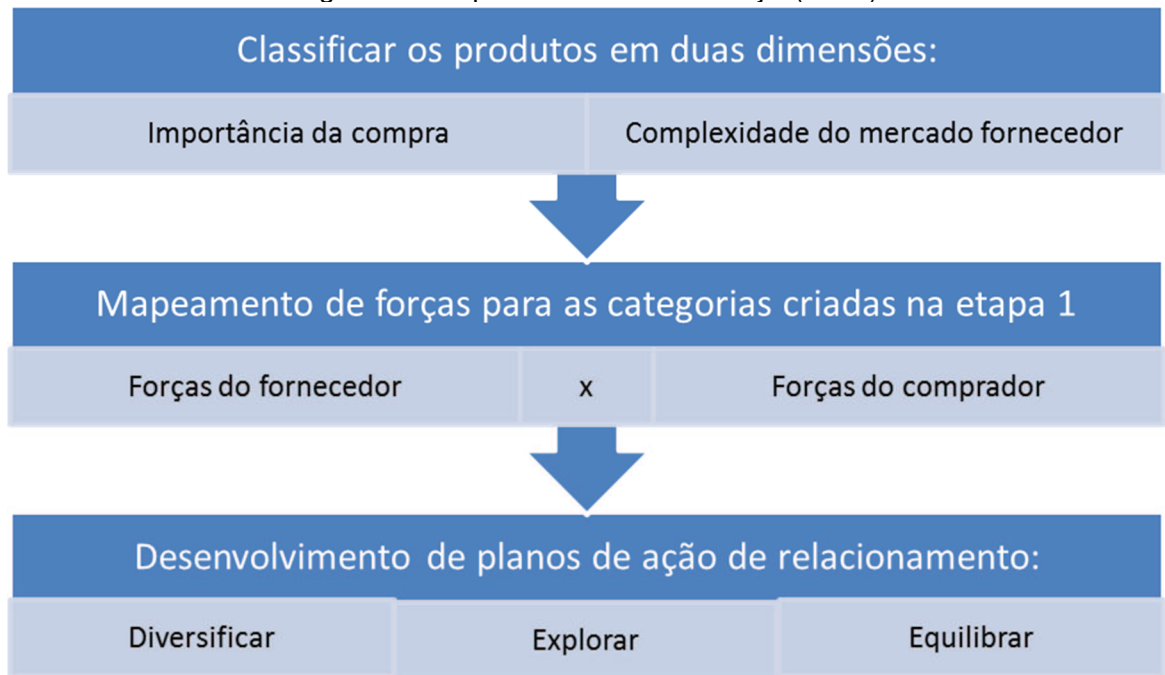 Classificar os produtos em duas dimensões:
Importância da compra
Complexidade do mercado fornecedor
Mapeamento de forças para as categorias criadas na etapa 1
Forças do fornecedor
x
Forças do comprador
Desenvolvimento de planos de ação de relacionamento:
Diversificar
Explorar
Equilibrar